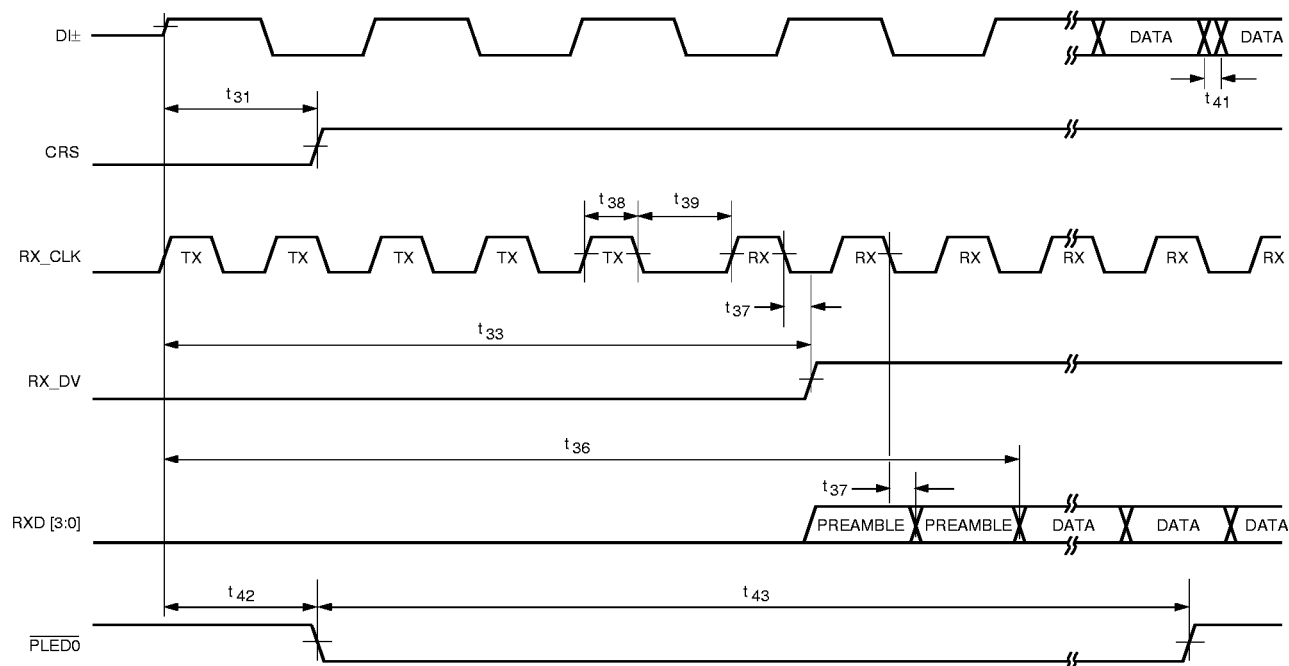 DI± DATA DATA
t41
t31
CRS
t38 t39
RX_CLK TX TX TX TX TX RX RX RX RX RX RX
t37
t33
RX_DV
t36
t37
RXD [3:0] PREAMBLE PREAMBLE DATA DATA DATA
t42 t43
PLED0